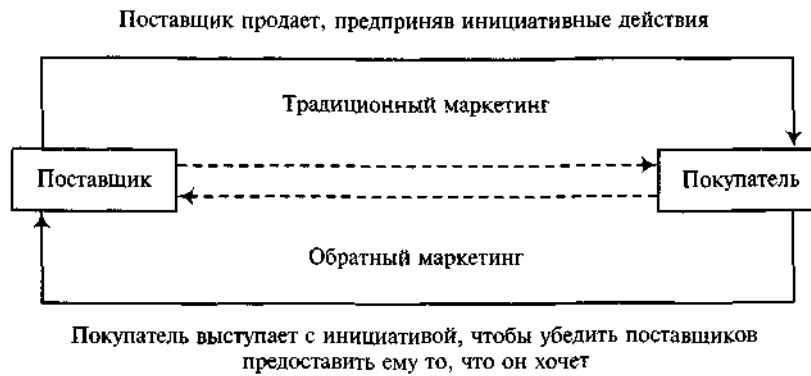 Поставщик продает, предприняв инициативные действия
Традиционный маркетинг
Поставщик
Покупатель
Обратный маркетинг
Покупатель выступает с инициативой, чтобы убедить поставщиков
предоставить ему то, что он хочет